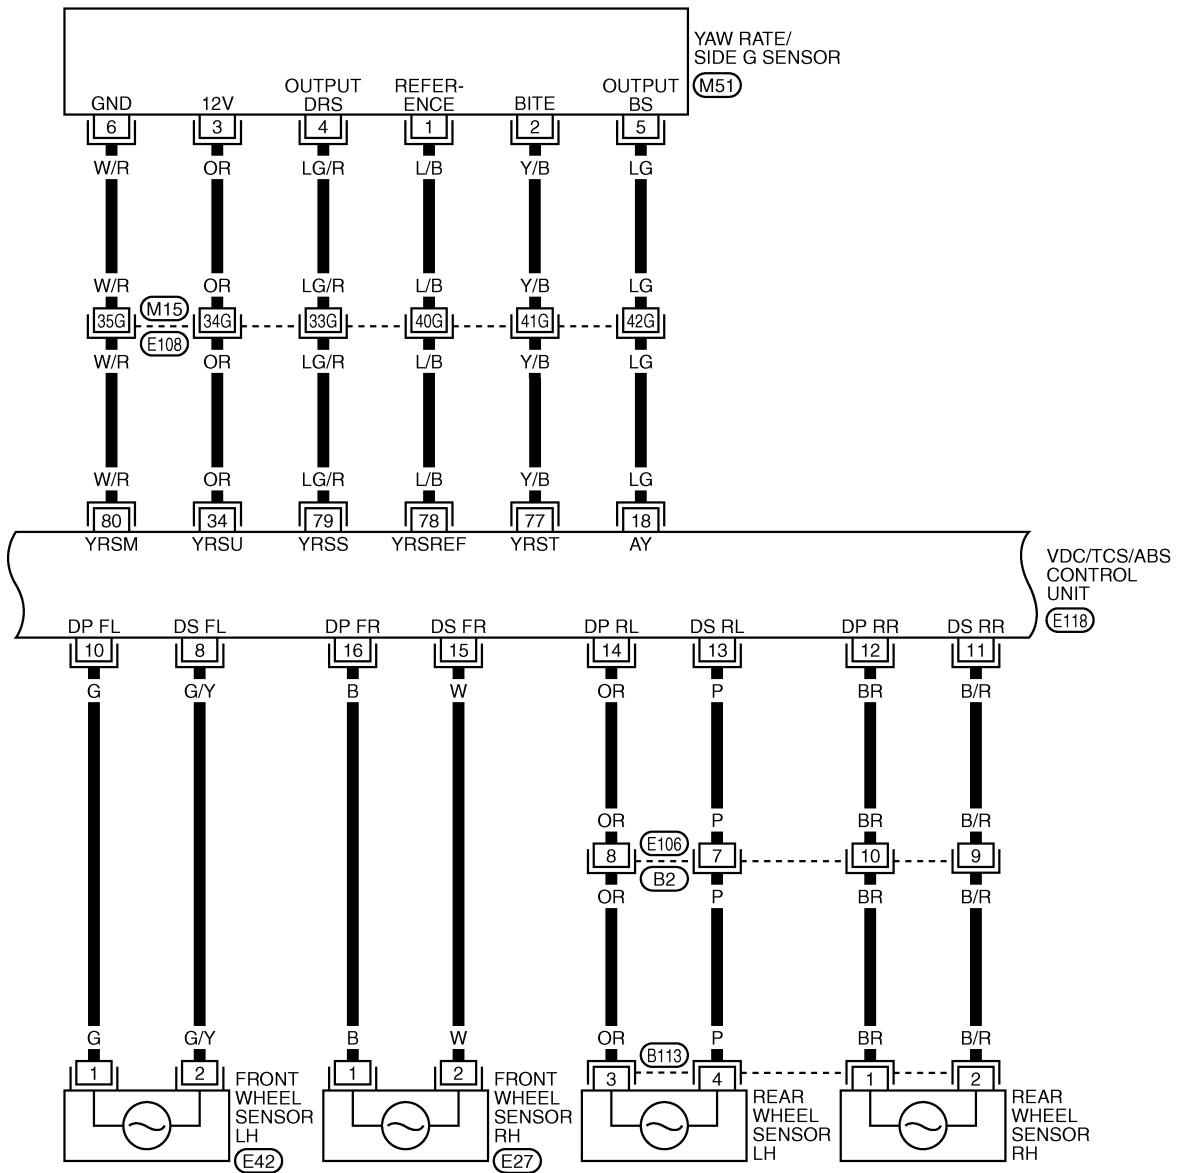 YAW RATE/
SIDE G SENSOR
M51
OUTPUT REFER- OUTPUT
GND 12V DRS ENCE BITE BS
6 3 4 1 2 5
W/R OR LG/R L/B Y/B LG
W/R OR LG/R L/B Y/B LG
M15
35G 34G 33G 40G 41G 42G
E108
W/R OR LG/R L/B Y/B LG
W/R OR LG/R L/B Y/B LG
80 34 79 78 77 18
YRSM YRSU YRSS YRSREF YRST AY
VDC/TCS/ABS
CONTROL
UNIT
E118
DP FL DS FL DP FR DS FR DP RL DS RL DP RR DS RR
10 8 16 15 14 13 12 11
G G/Y B W OR P BR B/R
OR P BR B/R
E106
8 7 10 9
B2
OR P BR B/R
G G/Y B W OR P BR B/R
B113
1 2 1 2 3 4 1 2
FRONT
WHEEL
SENSOR
LH
E42
FRONT
WHEEL
SENSOR
RH
E27
REAR
WHEEL
SENSOR
LH
REAR
WHEEL
SENSOR
RH